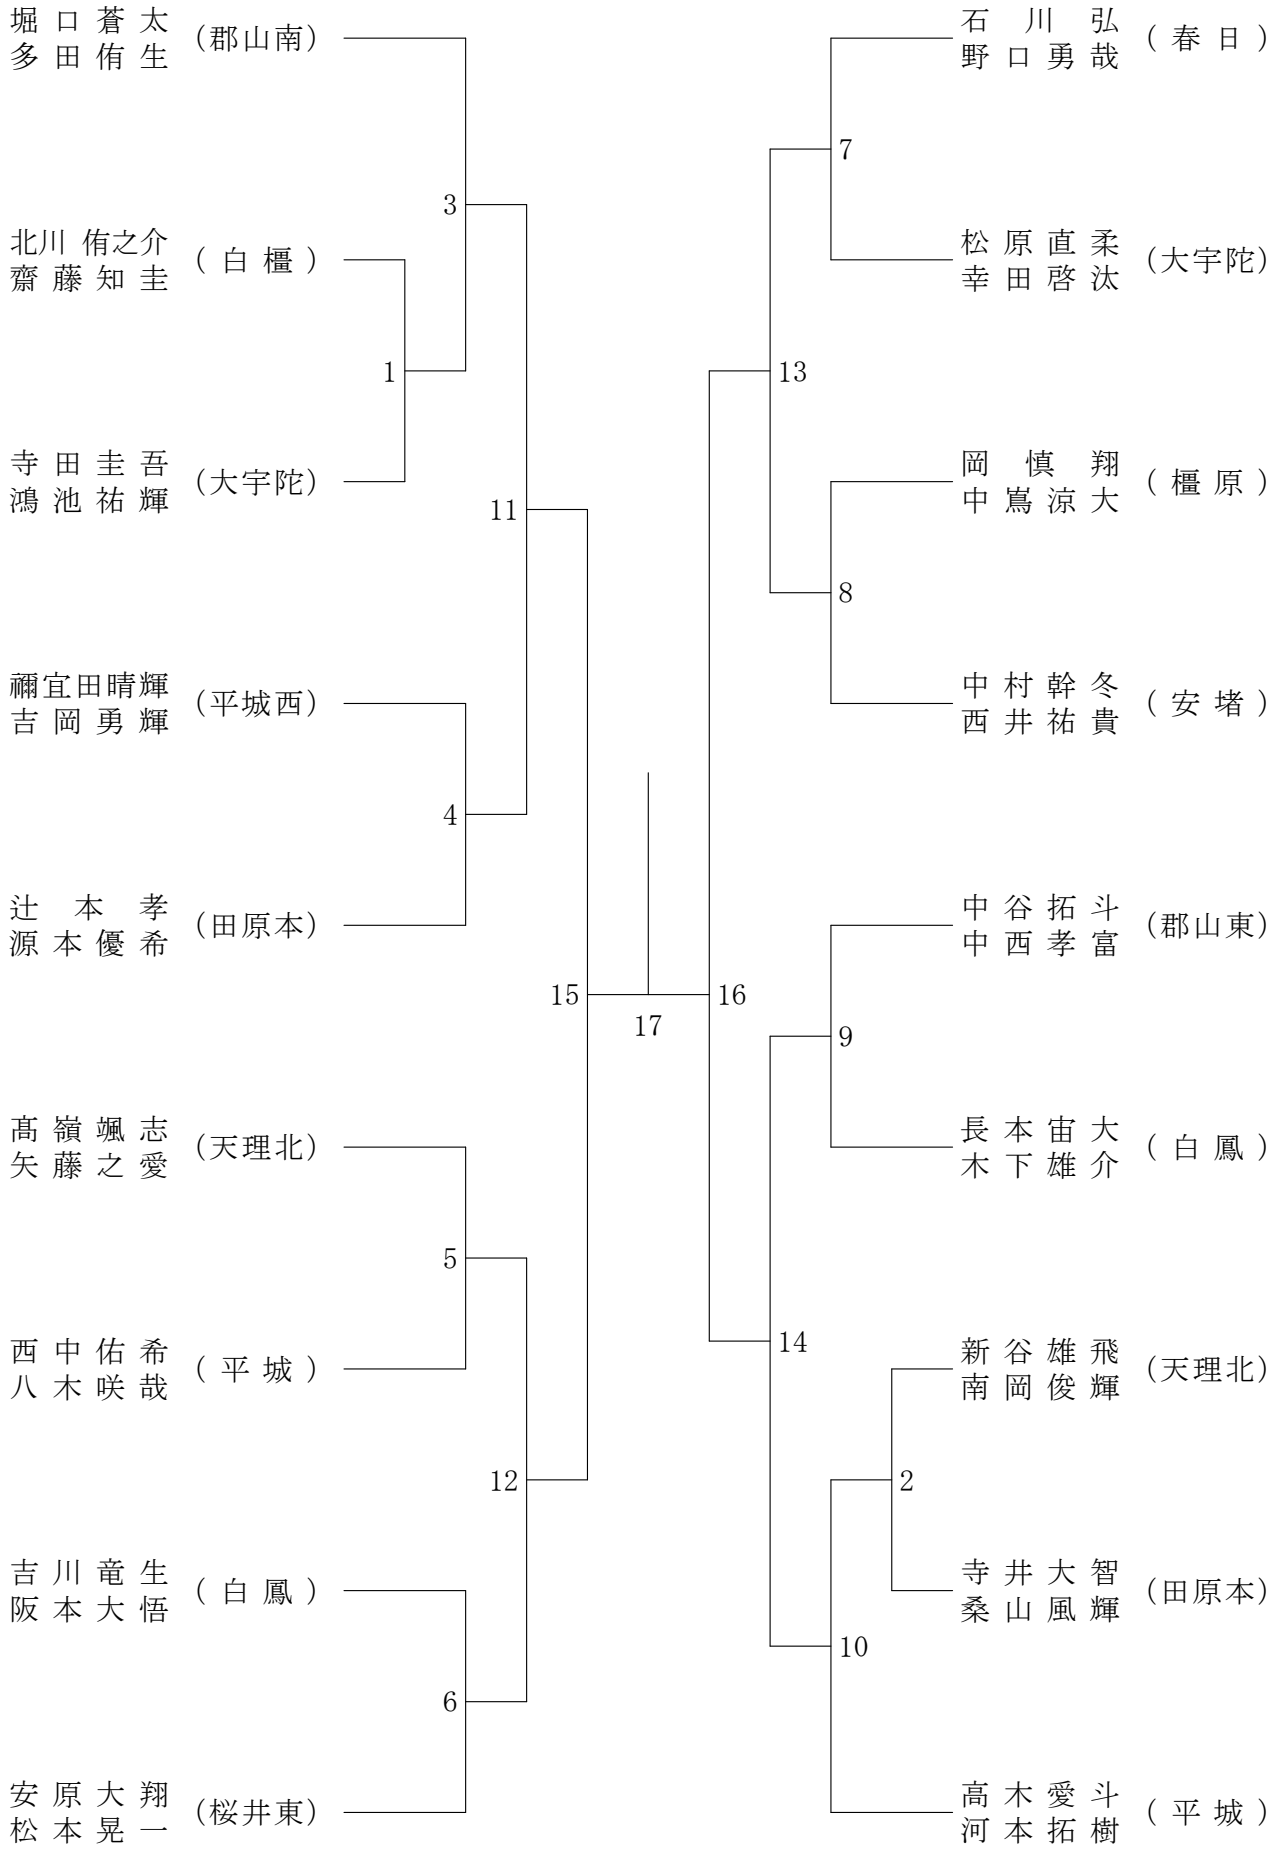 堀口蒼太
多田侑生
(郡山南)
北川 侑之介
齋藤知圭
(白橿)
寺田圭吾
鴻池祐輝
(大宇陀)
禰宜田晴輝
吉岡勇輝
(平城西)
辻本孝
源本優希
(田原本)
髙嶺颯志
矢藤之愛
(天理北)
西中佑希
八木咲哉
(平城)
吉川竜生
阪本大悟
(白鳳)
安原大翔
松本晃一
(桜井東)
1
3
4
5
6
11
12
15
17
16
13
14
7
8
9
10
2
石川弘
野口勇哉
(春日)
松原直柔
幸田啓汰
(大宇陀)
岡慎翔
中嶌涼大
(橿原)
中村幹冬
西井祐貴
(安堵)
中谷拓斗
中西孝富
(郡山東)
長本宙大
木下雄介
(白鳳)
新谷雄飛
南岡俊輝
(天理北)
寺井大智
桑山風輝
(田原本)
高木愛斗
河本拓樹
(平城)